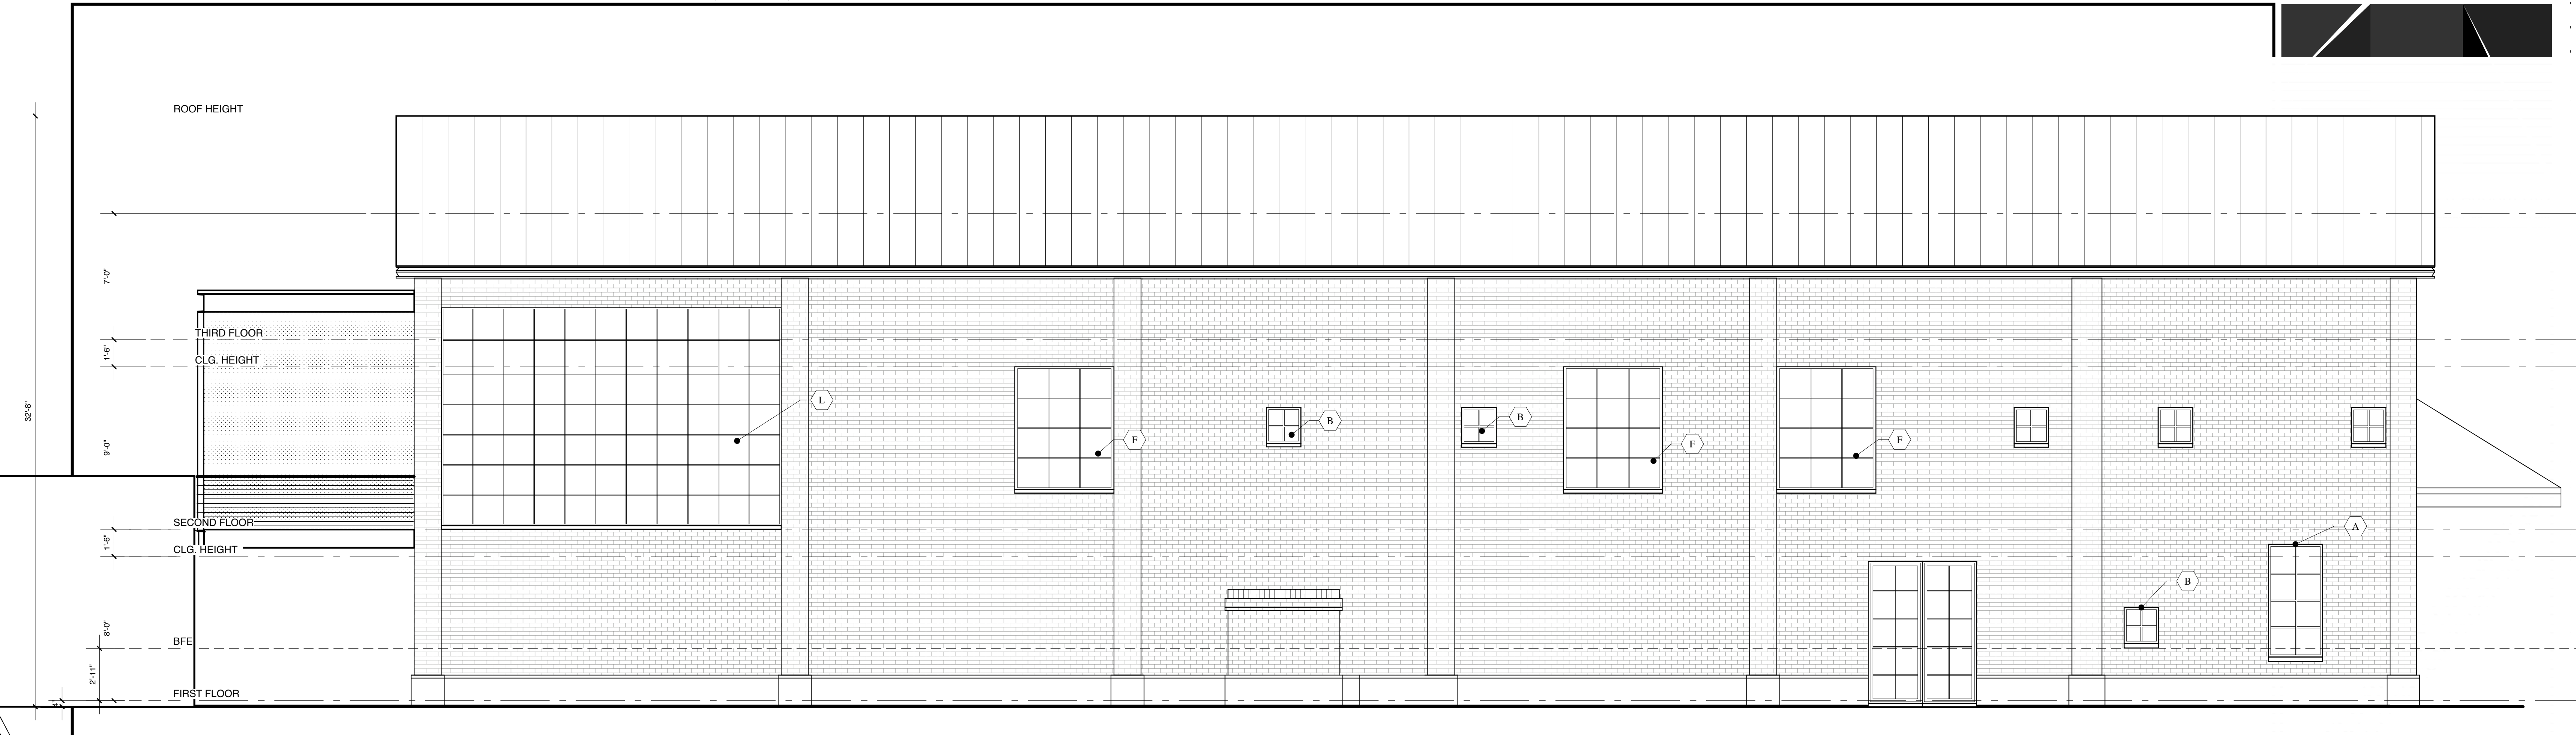 ROOF HEIGHT
7'-0"
THIRD FLOOR
1'-6"
CLG. HEIGHT
32'-8"
9'-0"
L
F
B
B
F
F
SECOND FLOOR
A
1'-6"
CLG. HEIGHT
B
8'-0"
BFE
2'-11"
FIRST FLOOR
4"